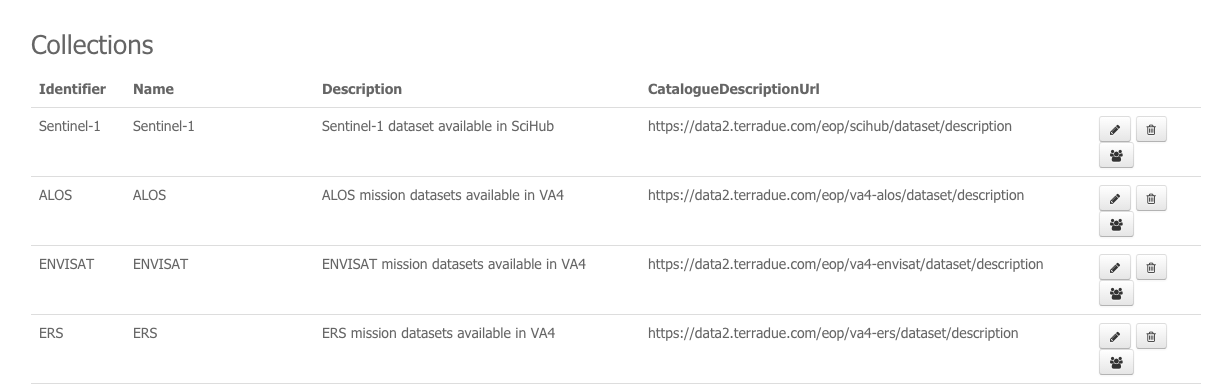 Collections
Identifier Name Description CatalogueDescriptionUrl
Sentinel-1 Sentinel-1 Sentinel-1 dataset available in SciHub https://data2.terradue.com/eop/scihub/dataset/description
ALOS ALOS ALOS mission datasets available in VA4 https://data2.terradue.com/eop/va4-alos/dataset/description
ENVISAT ENVISAT ENVISAT mission datasets available in VA4 https://data2.terradue.com/eop/va4-envisat/dataset/description
ERS ERS ERS mission datasets available in VA4 https://data2.terradue.com/eop/va4-ers/dataset/description